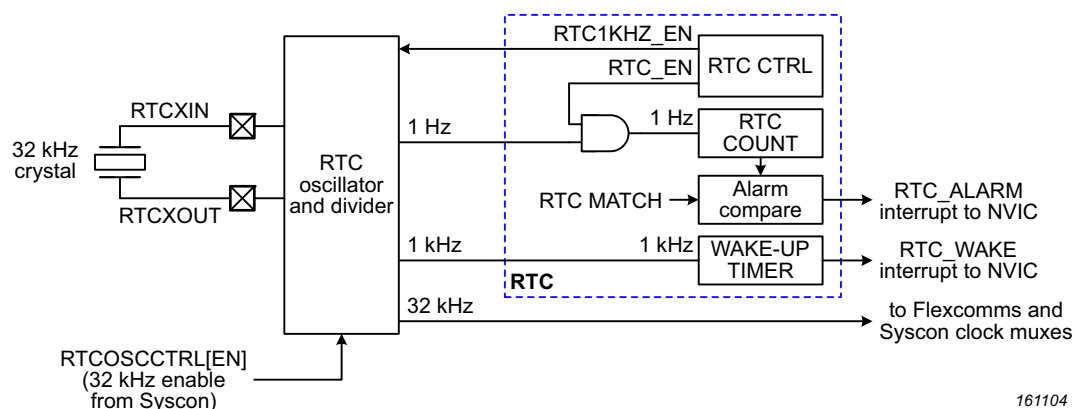 RTC1KHZ_EN
RTC_EN
RTC CTRL
RTCXIN
32 kHz
crystal
RTCXOUT
RTC
oscillator
and divider
1 Hz
1 Hz
RTC
COUNT
RTC MATCH
Alarm
compare
RTC_ALARM
interrupt to NVIC
1 kHz
1 kHz
WAKE-UP
TIMER
RTC_WAKE
interrupt to NVIC
RTC
32 kHz
to Flexcomms and
Syscon clock muxes
RTCOSCCTRL[EN]
(32 kHz enable
from Syscon)
161104